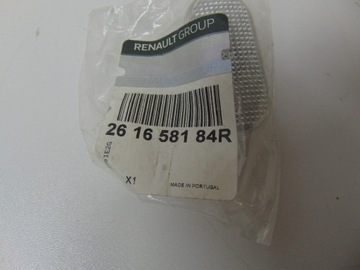 RENAULT GROUP
26 16 581 84R
X1
MADE IN PORTUGAL